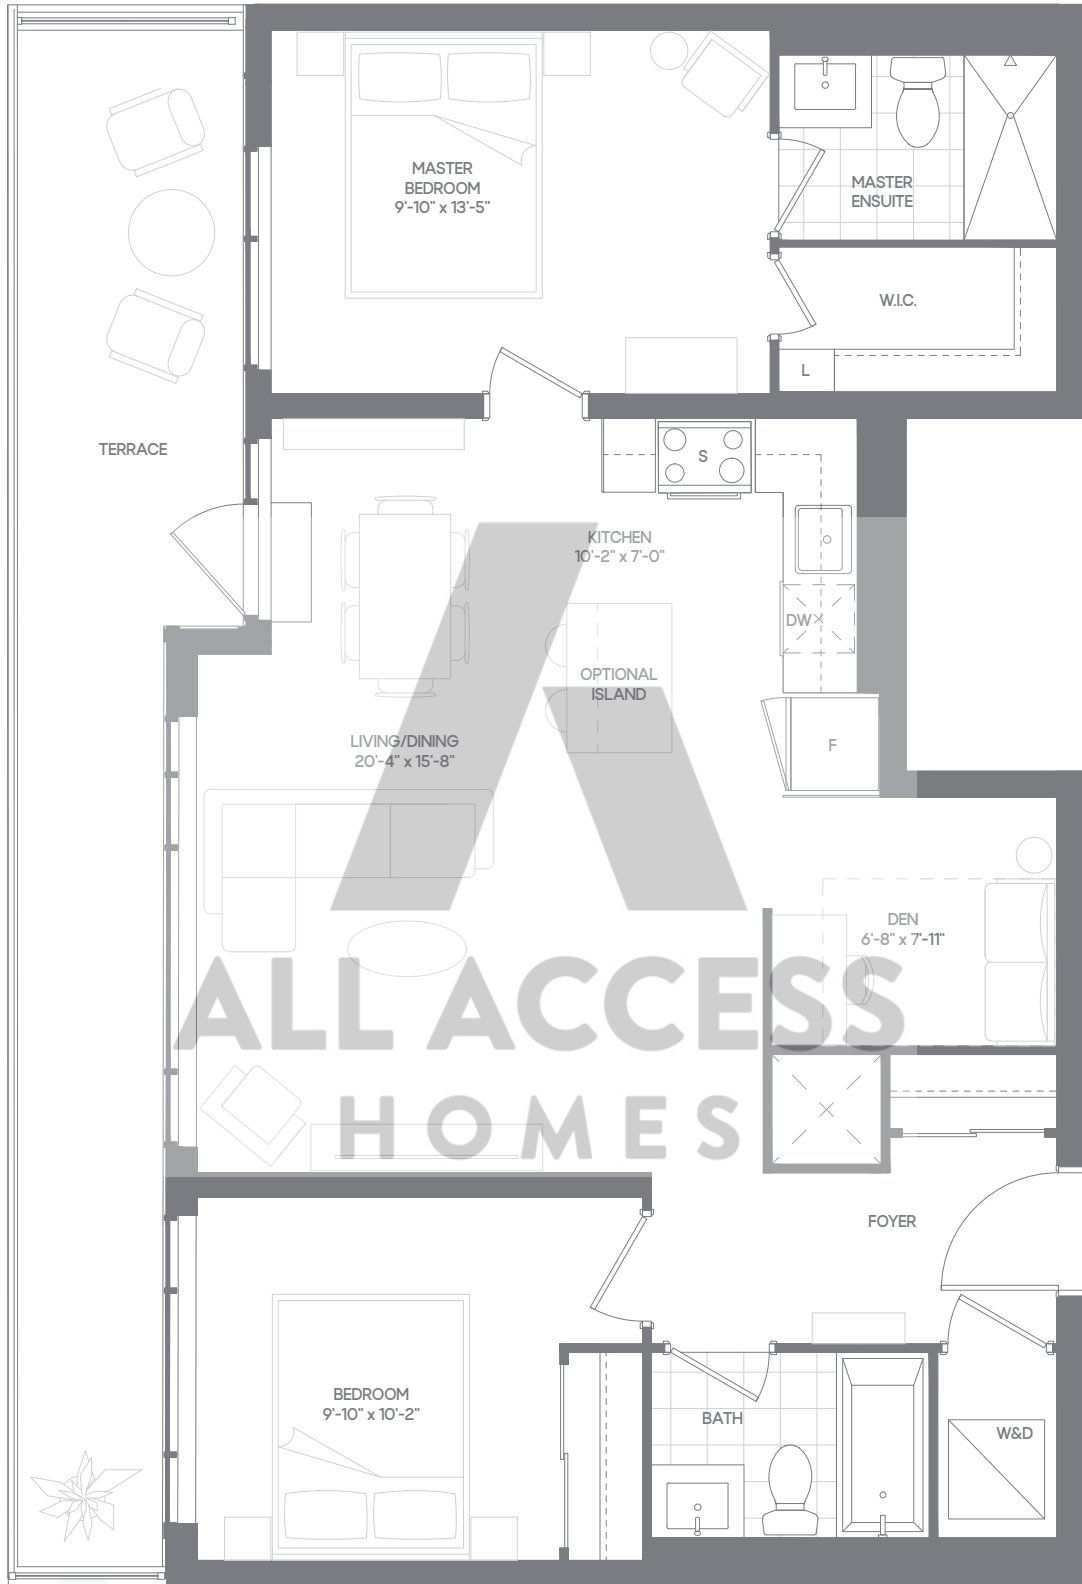 MASTER
BEDROOM
9'-10" x 13'-5"
MASTER
ENSUITE
W.I.C.
L
TERRACE
S
KITCHEN
10'-2" x 7'-0"
DW
OPTIONAL
ISLAND
LIVING/DINING
20'-4" x 15'-8"
F
DEN
6'-8" x 7'-11"
ALL ACCESS
HOMES
FOYER
BEDROOM
9'-10" x 10'-2"
BATH
W&D